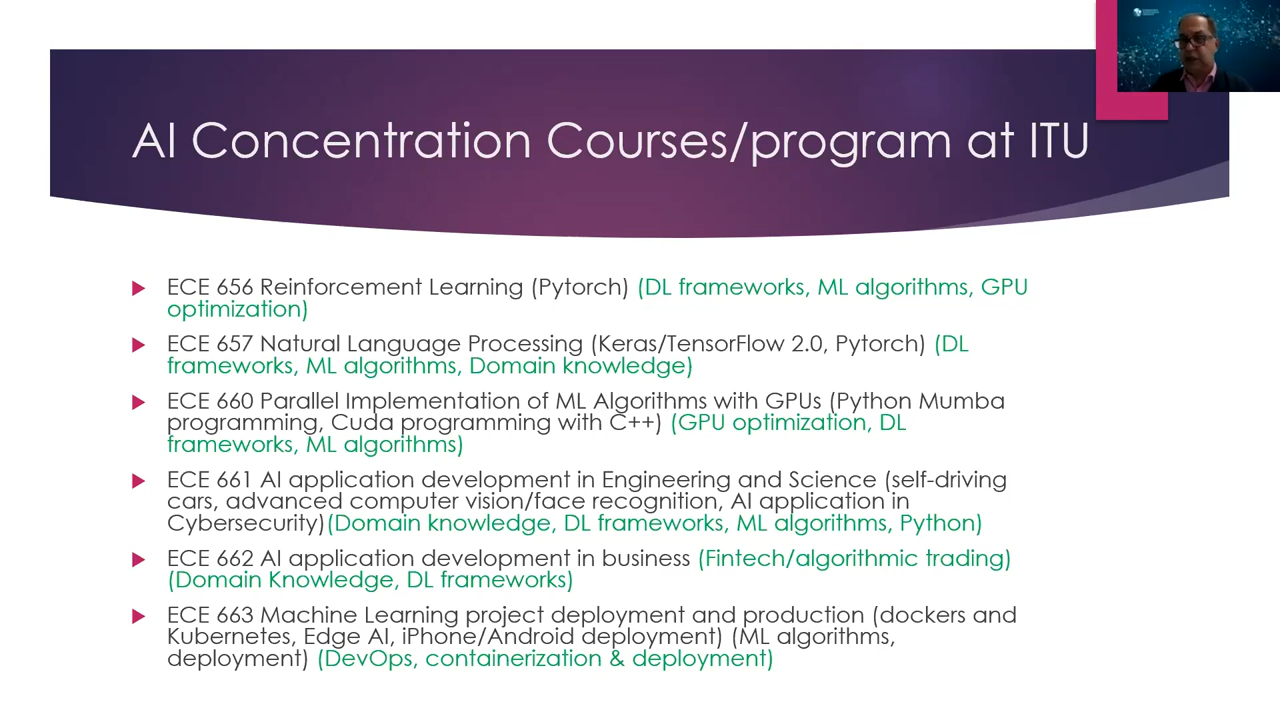 AI Concentration Courses/program at ITU
ECE 656 Reinforcement Learning (Pytorch) (DL frameworks, ML algorithms, GPU
optimization)
ECE 657 Natural Language Processing (Keras/TensorFlow 2.0, Pytorch) (DL
frameworks, ML algorithms, Domain knowledge)
ECE 660 Parallel Implementation of ML Algorithms with GPUs (Python Mumba
programming, Cuda programming with C++) (GPU optimization, DL
frameworks, ML algorithms)
ECE 661 AI application development in Engineering and Science (self-driving
cars, advanced computer vision/face recognition, AI application in
Cybersecurity)(Domain knowledge, DL frameworks, ML algorithms, Python)
ECE 662 AI application development in business (Fintech/algorithmic trading)
(Domain Knowledge, DL frameworks)
ECE 663 Machine Learning project deployment and production (dockers and
Kubernetes, Edge AI, iPhone/Android deployment) (ML algorithms,
deployment) (DevOps, containerization & deployment)